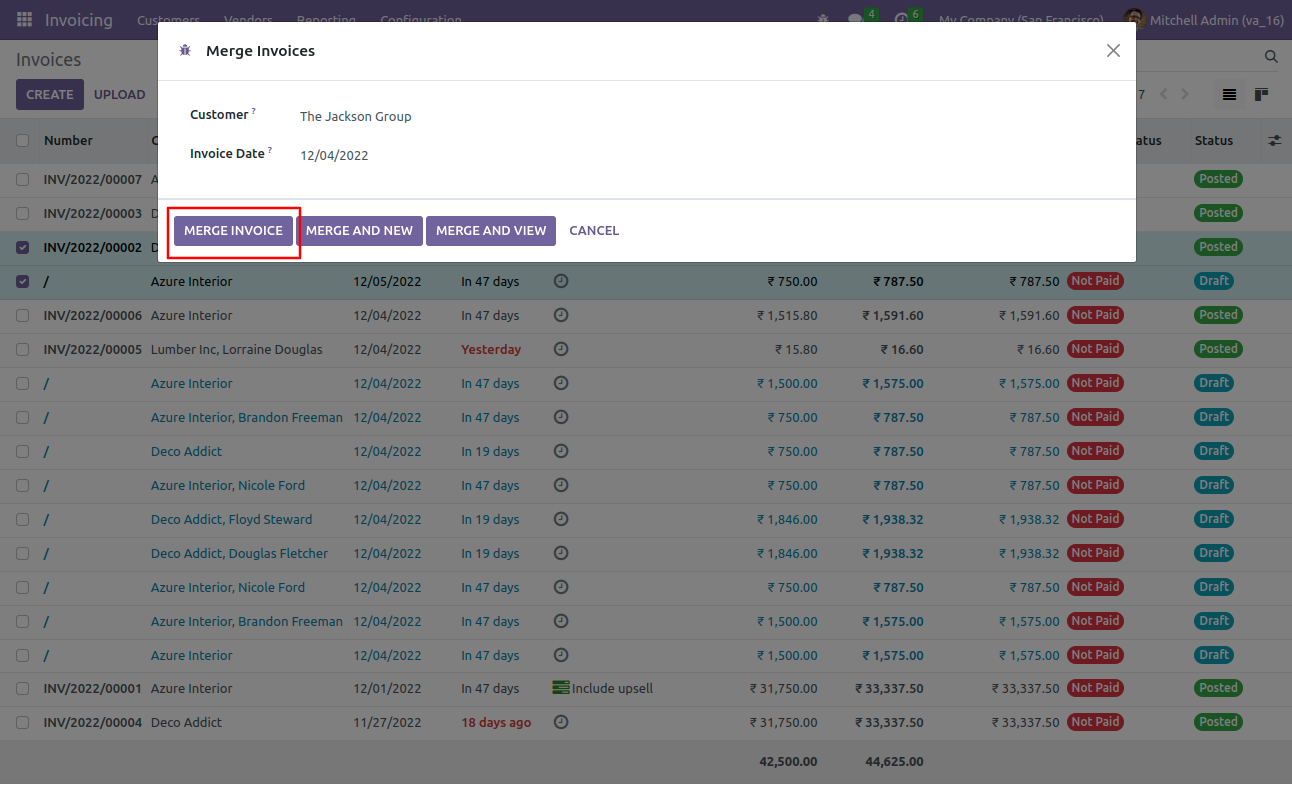 Invoicing Customers Vendors Reporting Configuration 4 6 My Company (San Francisco) Mitchell Admin (va_16)
Merge Invoices
Invoices
CREATE UPLOAD 7
Customer ? The Jackson Group
Invoice Date ? 12/04/2022
Number Status
INV/2022/00007 Posted
INV/2022/00003 Posted
MERGE INVOICE MERGE AND NEW MERGE AND VIEW CANCEL
INV/2022/00002 Posted
/ Azure Interior 12/05/2022 In 47 days ₹ 750.00 ₹ 787.50 ₹ 787.50 Not Paid Draft
INV/2022/00006 Azure Interior 12/04/2022 In 47 days ₹ 1,515.80 ₹ 1,591.60 ₹ 1,591.60 Not Paid Posted
INV/2022/00005 Lumber Inc, Lorraine Douglas 12/04/2022 Yesterday ₹ 15.80 ₹ 16.60 ₹ 16.60 Not Paid Posted
/ Azure Interior 12/04/2022 In 47 days ₹ 1,500.00 ₹ 1,575.00 ₹ 1,575.00 Not Paid Draft
/ Azure Interior, Brandon Freeman 12/04/2022 In 47 days ₹ 750.00 ₹ 787.50 ₹ 787.50 Not Paid Draft
/ Deco Addict 12/04/2022 In 19 days ₹ 750.00 ₹ 787.50 ₹ 787.50 Not Paid Draft
/ Azure Interior, Nicole Ford 12/04/2022 In 47 days ₹ 750.00 ₹ 787.50 ₹ 787.50 Not Paid Draft
/ Deco Addict, Floyd Steward 12/04/2022 In 19 days ₹ 1,846.00 ₹ 1,938.32 ₹ 1,938.32 Not Paid Draft
/ Deco Addict, Douglas Fletcher 12/04/2022 In 19 days ₹ 1,846.00 ₹ 1,938.32 ₹ 1,938.32 Not Paid Draft
/ Azure Interior, Nicole Ford 12/04/2022 In 47 days ₹ 750.00 ₹ 787.50 ₹ 787.50 Not Paid Draft
/ Azure Interior, Brandon Freeman 12/04/2022 In 47 days ₹ 1,500.00 ₹ 1,575.00 ₹ 1,575.00 Not Paid Draft
/ Azure Interior 12/04/2022 In 47 days ₹ 1,500.00 ₹ 1,575.00 ₹ 1,575.00 Not Paid Draft
INV/2022/00001 Azure Interior 12/01/2022 In 47 days Include upsell ₹ 31,750.00 ₹ 33,337.50 ₹ 33,337.50 Not Paid Posted
INV/2022/00004 Deco Addict 11/27/2022 18 days ago ₹ 31,750.00 ₹ 33,337.50 ₹ 33,337.50 Not Paid Posted
42,500.00 44,625.00